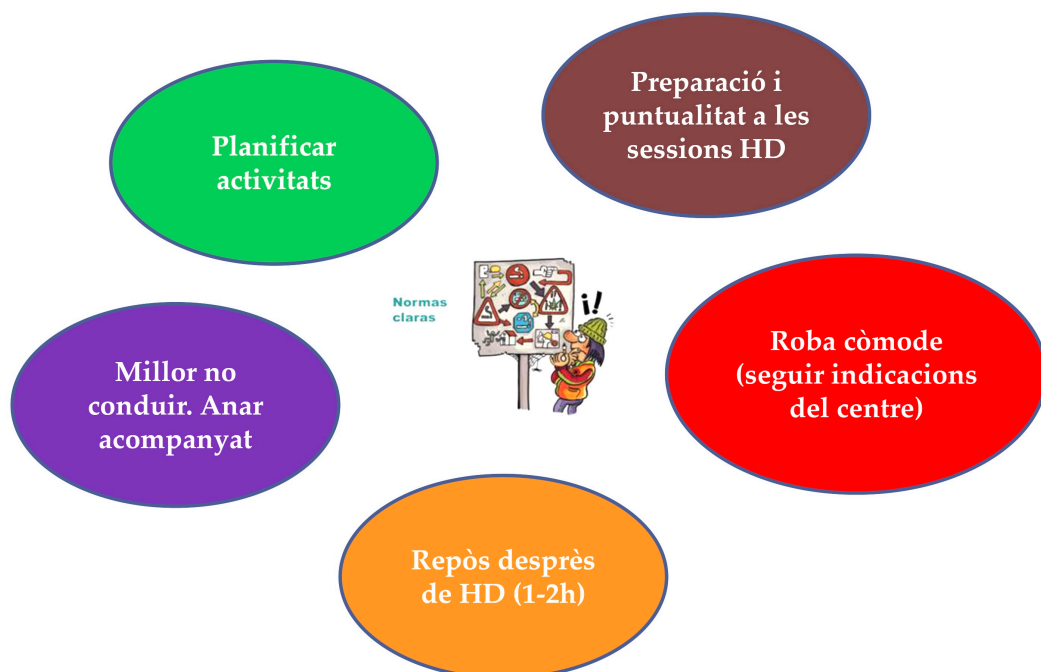 Preparació i
puntualitat a les
sessions HD
Planificar
activitats
Normas
claras
¡!
Roba còmode
(seguir indicacions
del centre)
Millor no
conduir. Anar
acompanyat
Repòs desprès
de HD (1-2h)